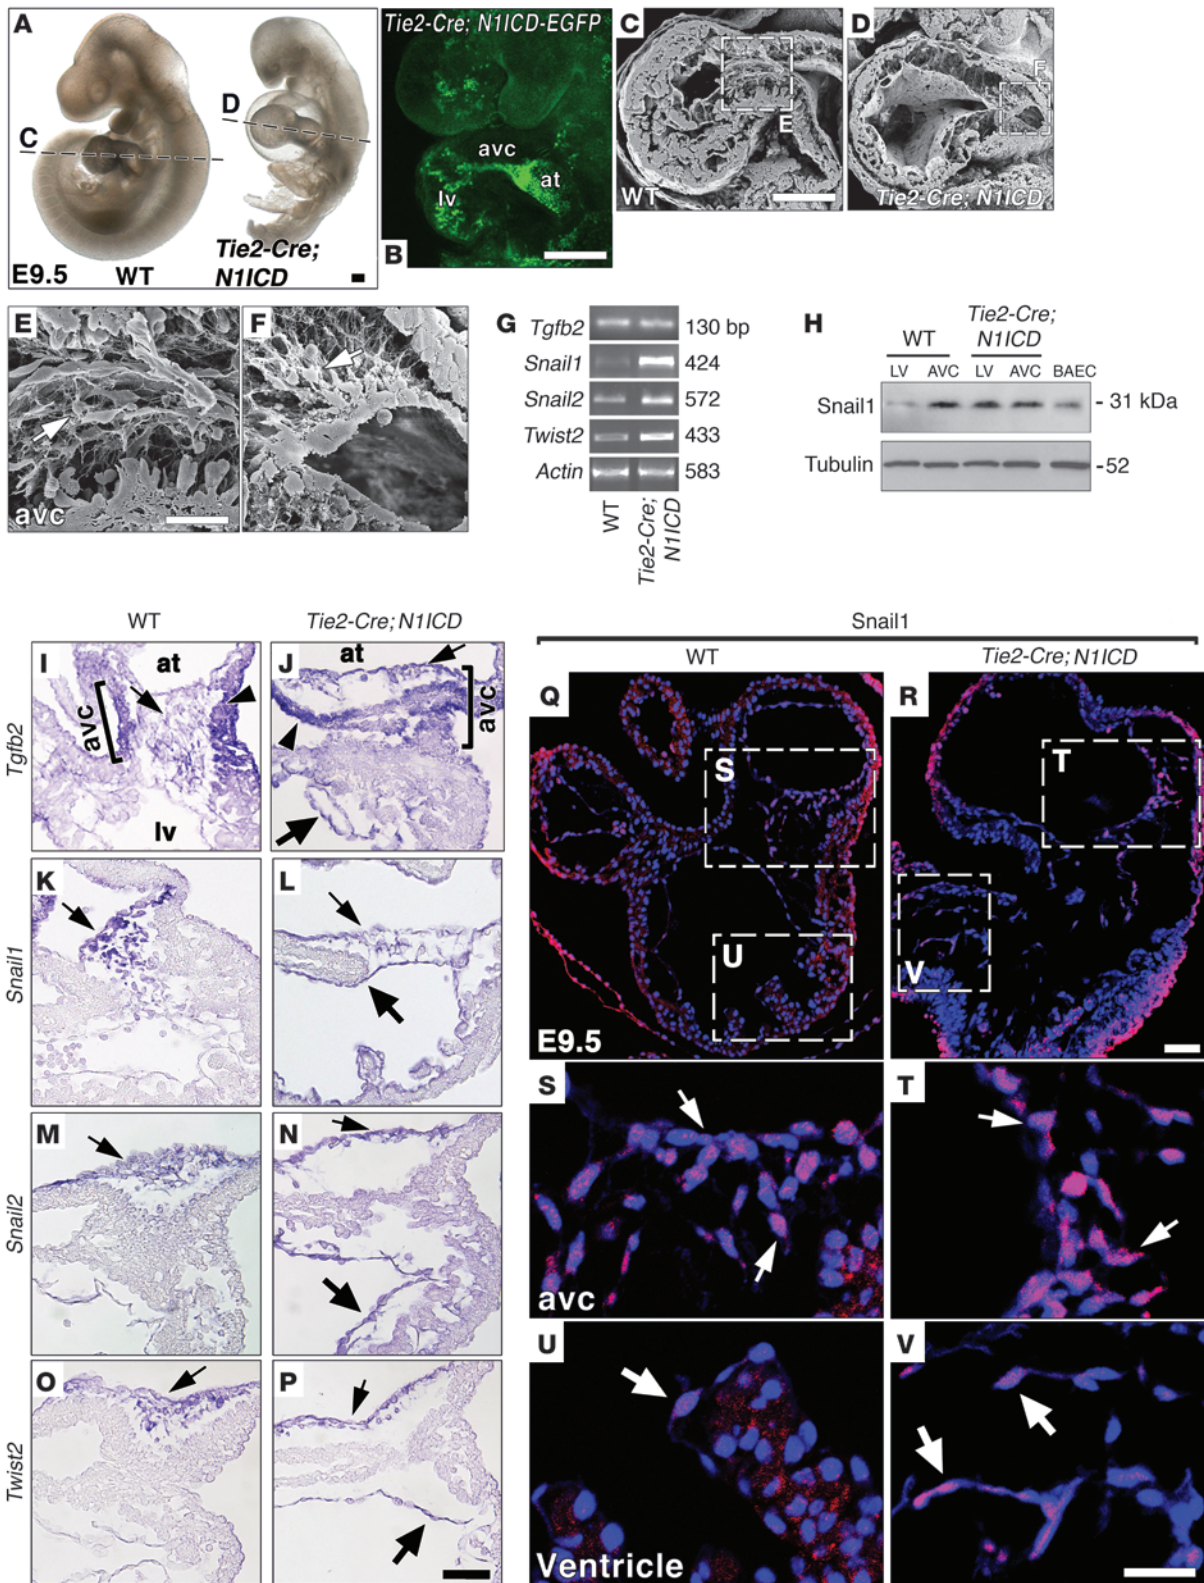 A
C
D
E9.5
WT
Tie2-Cre;
N1ICD
Tie2-Cre; N1ICD-EGFP
avc
at
lv
B
C
E
WT
D
F
Tie2-Cre; N1ICD
E
avc
F
G
Tgfb2
130 bp
Snail1
424
Snail2
572
Twist2
433
Actin
583
WT
Tie2-Cre;
N1ICD
H
Tie2-Cre;
WT
N1ICD
LV AVC LV AVC BAEC
Snail1
- 31 kDa
Tubulin
-52
WT
Tie2-Cre; N1ICD
Tgfb2
I
at
avc
lv
J
at
avc
Snail1
K
L
Snail2
M
N
Twist2
O
P
Snail1
WT
Tie2-Cre; N1ICD
Q
S
U
E9.5
R
T
V
S
avc
T
U
Ventricle
V